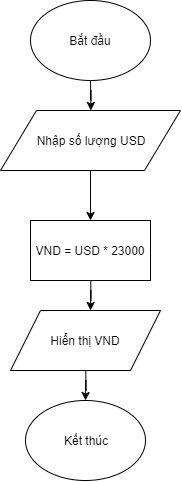 Bắt đầu
Nhập số lượng USD
VND = USD * 23000
Hiển thị VND
Kết thúc